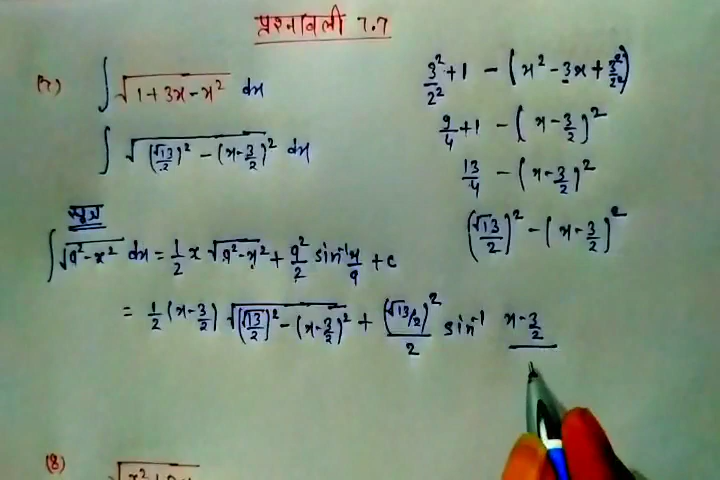 प्रश्नावली 7.7
(7) ∫ √(1+3x-x²) dx
∫ √((√13/2)² - (x-3/2)²) dx
3²/2² + 1 - (x² - 3x + 3²/2²)
9/4 + 1 - (x - 3/2)²
13/4 - (x - 3/2)²
(√13/2)² - (x - 3/2)²
सूत्र
∫ √(a²-x²) dx = 1/2 x √(a²-x²) + a²/2 sin⁻¹ x/a + c
= 1/2 (x-3/2) √((√13/2)² - (x-3/2)²) + (√13/2)²/2 sin⁻¹ x-3/2
(8)